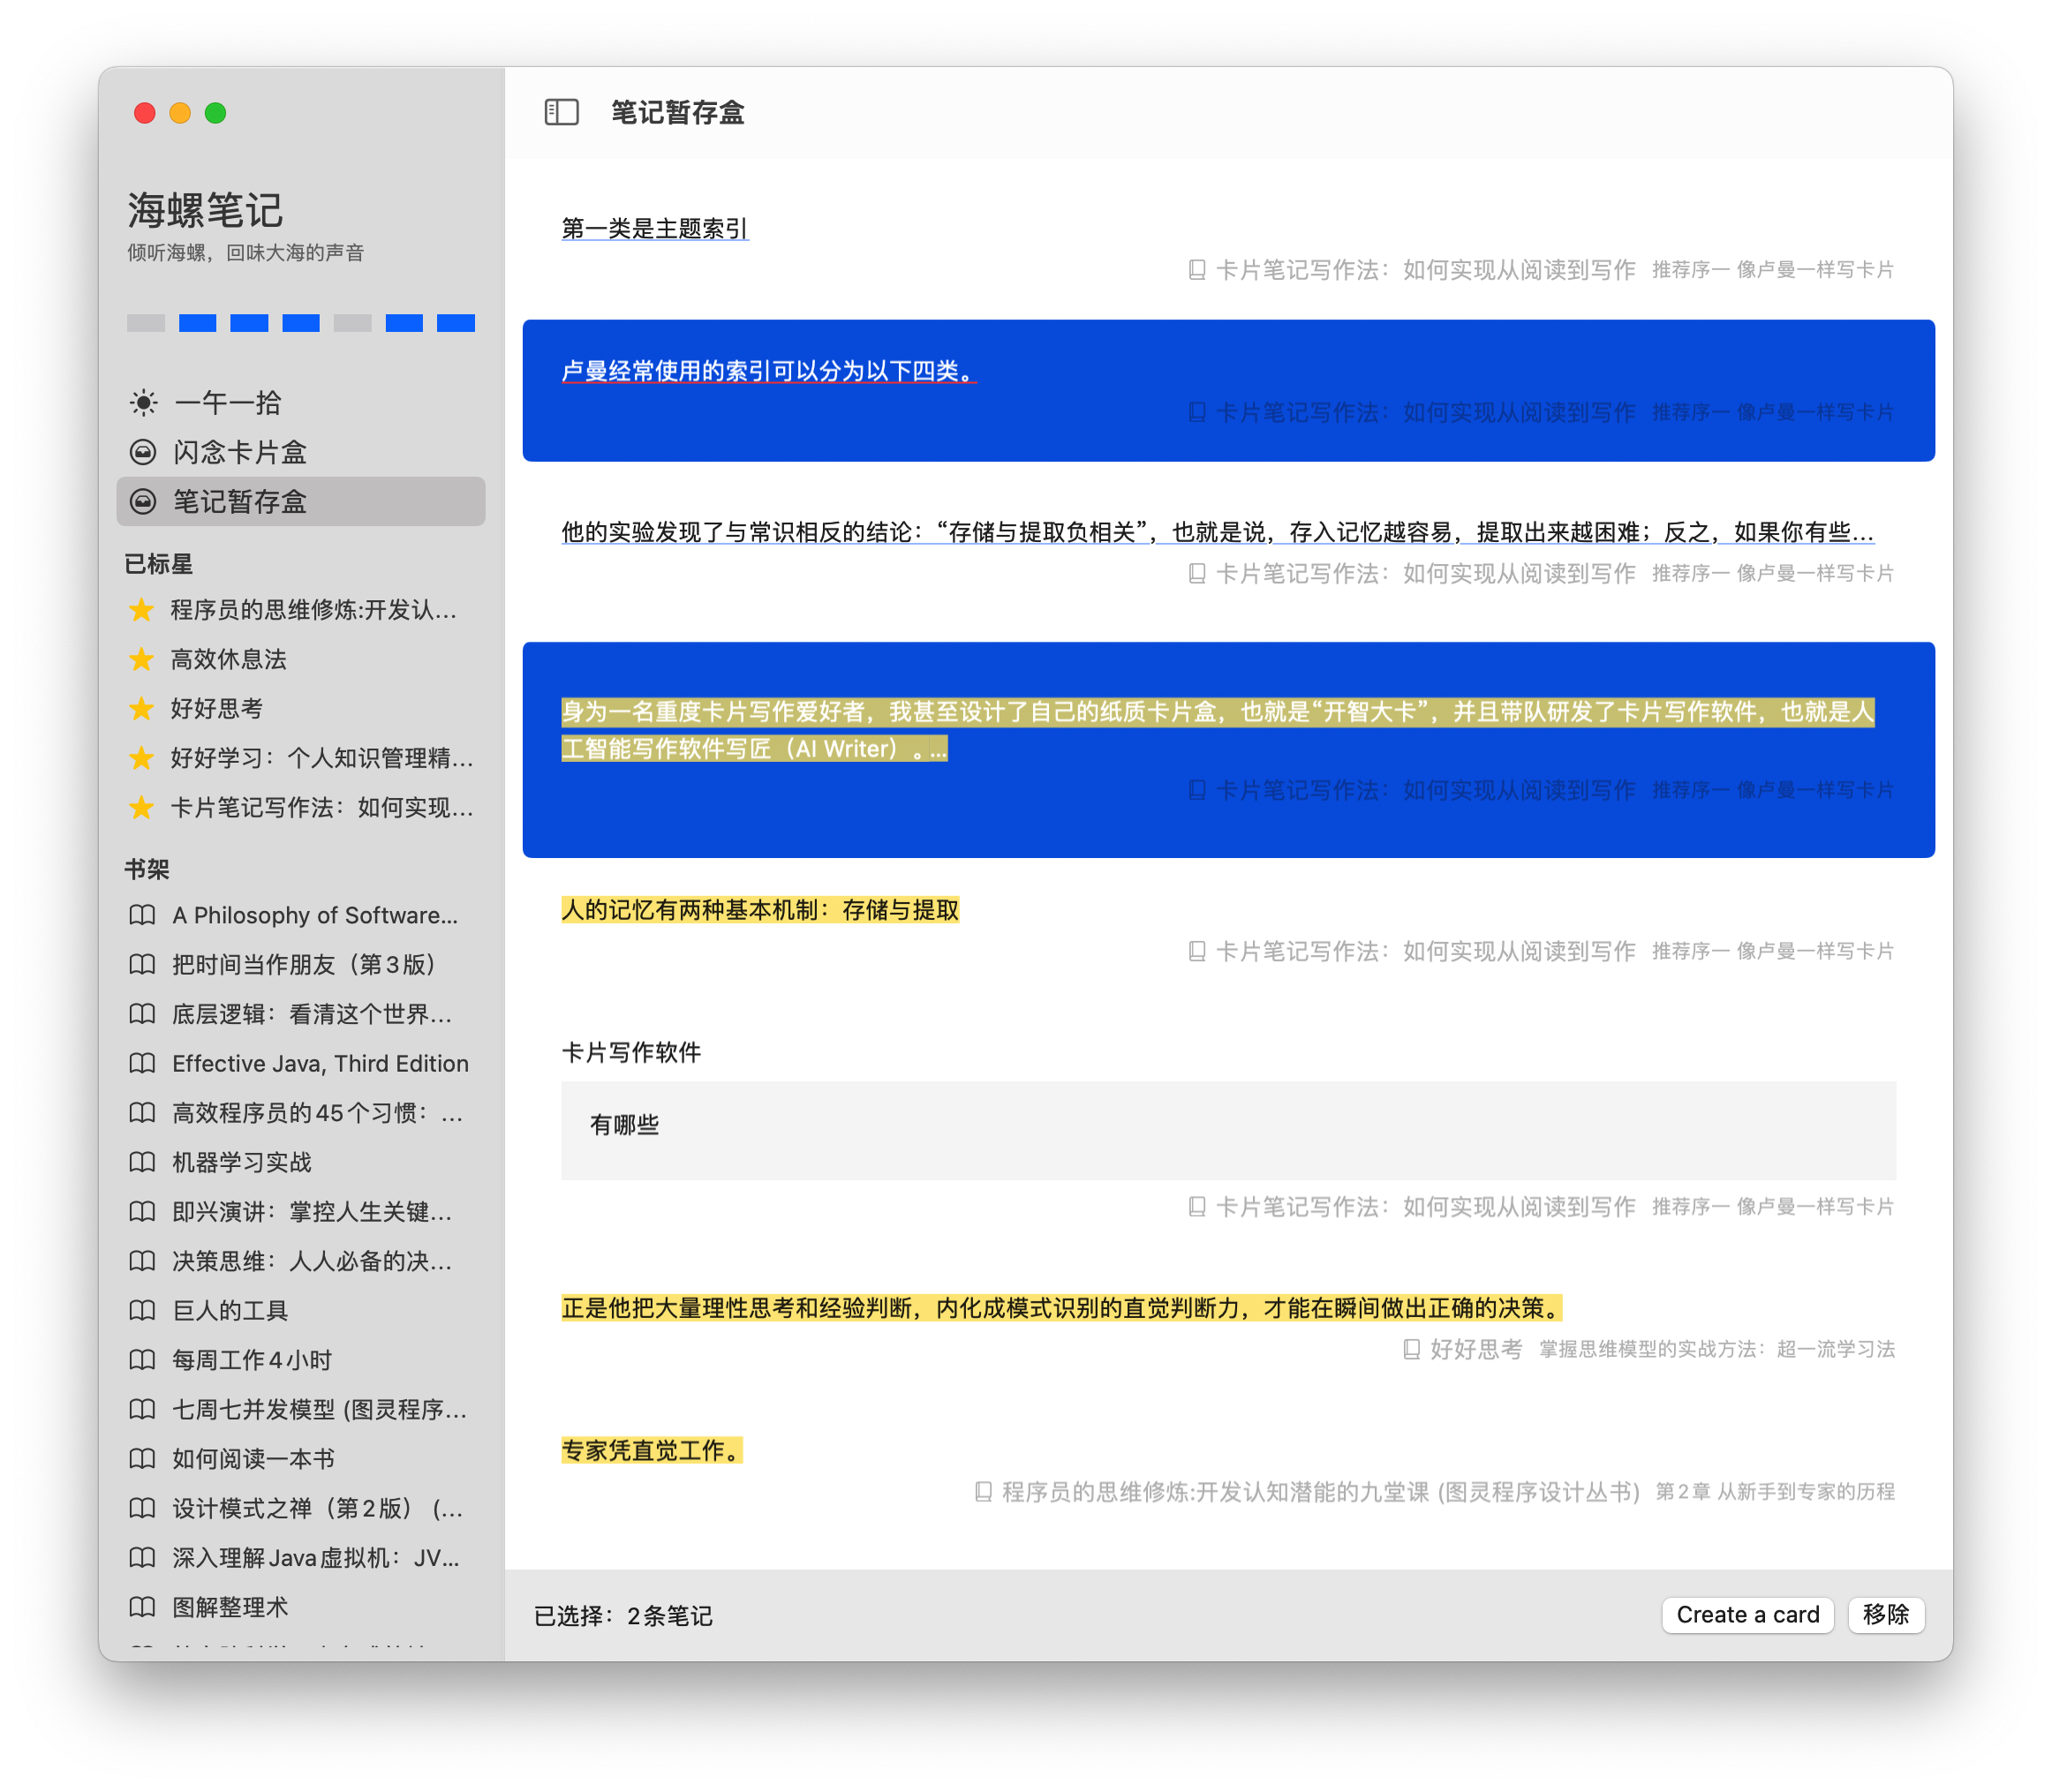 海螺笔记
倾听海螺，回味大海的声音
一午一拾
闪念卡片盒
笔记暂存盒
已标星
程序员的思维修炼:开发认...
高效休息法
好好思考
好好学习：个人知识管理精...
卡片笔记写作法：如何实现...
书架
A Philosophy of Software...
把时间当作朋友（第3版）
底层逻辑：看清这个世界...
Effective Java, Third Edition
高效程序员的45个习惯：...
机器学习实战
即兴演讲：掌控人生关键...
决策思维：人人必备的决...
巨人的工具
每周工作4小时
七周七并发模型 (图灵程序...
如何阅读一本书
设计模式之禅（第2版） (...
深入理解Java虚拟机：JV...
图解整理术
笔记暂存盒
第一类是主题索引
卡片笔记写作法：如何实现从阅读到写作 推荐序一 像卢曼一样写卡片
卢曼经常使用的索引可以分为以下四类。
卡片笔记写作法：如何实现从阅读到写作 推荐序一 像卢曼一样写卡片
他的实验发现了与常识相反的结论：“存储与提取负相关”，也就是说，存入记忆越容易，提取出来越困难；反之，如果你有些...
卡片笔记写作法：如何实现从阅读到写作 推荐序一 像卢曼一样写卡片
身为一名重度卡片写作爱好者，我甚至设计了自己的纸质卡片盒，也就是“开智大卡”，并且带队研发了卡片写作软件，也就是人
工智能写作软件写匠（AI Writer）。...
卡片笔记写作法：如何实现从阅读到写作 推荐序一 像卢曼一样写卡片
人的记忆有两种基本机制：存储与提取
卡片笔记写作法：如何实现从阅读到写作 推荐序一 像卢曼一样写卡片
卡片写作软件
有哪些
卡片笔记写作法：如何实现从阅读到写作 推荐序一 像卢曼一样写卡片
正是他把大量理性思考和经验判断，内化成模式识别的直觉判断力，才能在瞬间做出正确的决策。
好好思考 掌握思维模型的实战方法：超一流学习法
专家凭直觉工作。
程序员的思维修炼:开发认知潜能的九堂课 (图灵程序设计丛书) 第2章 从新手到专家的历程
已选择：2条笔记
Create a card
移除